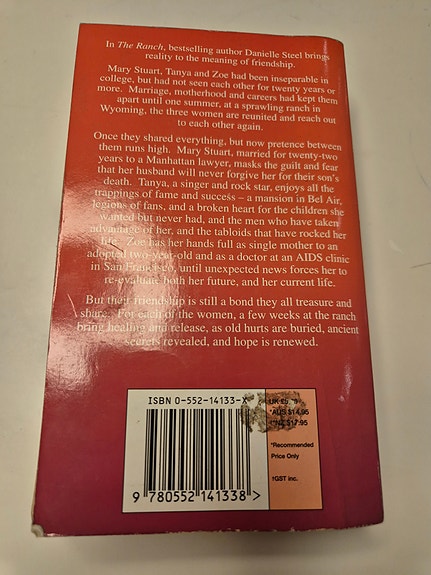 In The Ranch, bestselling author Danielle Steel brings
reality to the meaning of friendship.
Mary Stuart, Tanya and Zoe had been inseparable in
college, but had not seen each other for twenty years or
more. Marriage, motherhood and careers had kept them
apart until one summer, at a sprawling ranch in
Wyoming, the three women are reunited and reach out
to each other again.
Once they shared everything, but now pretence between
them runs high. Mary Stuart, married for twenty-two
years to a Manhattan lawyer, masks the guilt and fear
that her husband will never forgive her for their son's
death. Tanya, a singer and rock star, enjoys all the
trappings of fame and success – a mansion in Bel Air,
legions of fans, and a broken heart for the children she
wanted but never had, and the men who have taken
advantage of her, and the tabloids that have rocked her
life. Zoe has her hands full as single mother to an
adopted two-year-old and as a doctor at an AIDS clinic
in San Francisco, until unexpected news forces her to
re-evaluate both her future, and her current life.
But their friendship is still a bond they all treasure and
share. For each of the women, a few weeks at the ranch
bring healing and release, as old hurts are buried, ancient
secrets revealed, and hope is renewed.
ISBN 0-552-14133-X
9 780552 141338 >
UK
*AUS $14.95
$17.95
*Recommended
Price Only
†GST inc.